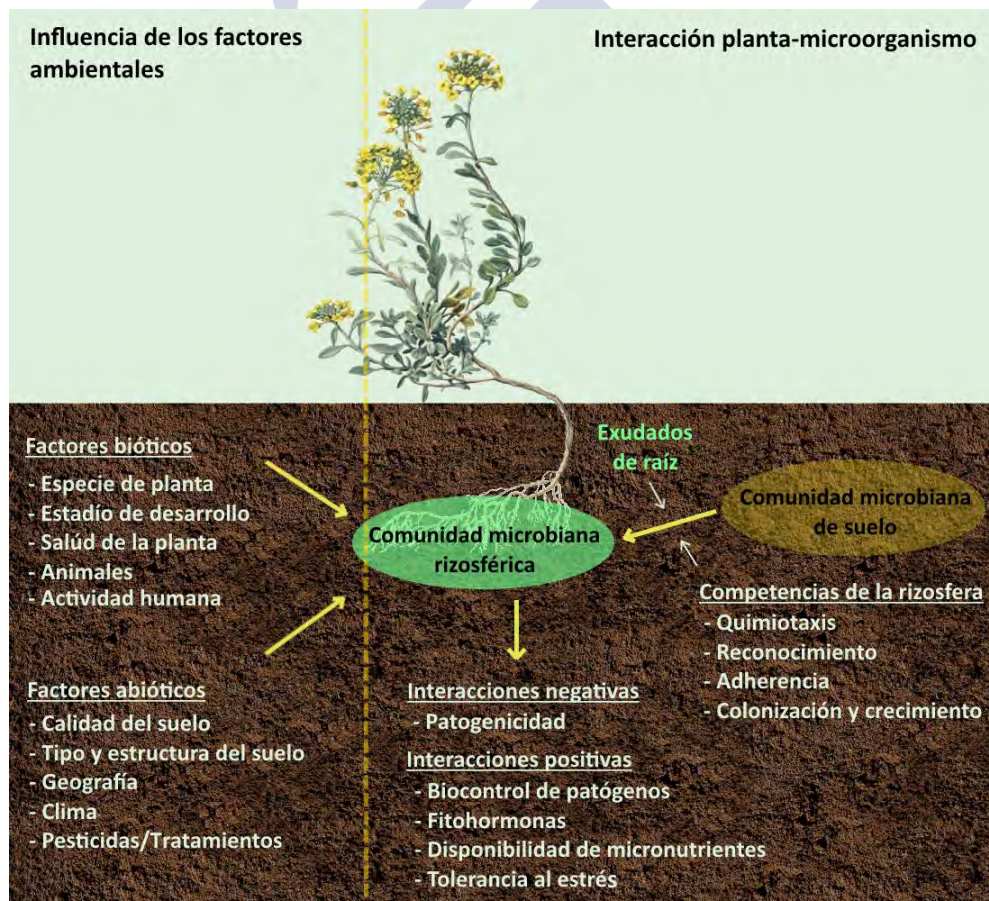 Influencia de los factores
ambientales
Interacción planta-microorganismo
Factores bióticos
- Especie de planta
- Estadío de desarrollo
- Salúd de la planta
- Animales
- Actividad humana
Factores abióticos
- Calidad del suelo
- Tipo y estructura del suelo
- Geografía
- Clima
- Pesticidas/Tratamientos
Exudados
de raíz
Comunidad microbiana
rizosférica
Comunidad microbiana
de suelo
Competencias de la rizosfera
- Quimiotaxis
- Reconocimiento
- Adherencia
- Colonización y crecimiento
Interacciones negativas
- Patogenicidad
Interacciones positivas
- Biocontrol de patógenos
- Fitohormonas
- Disponibilidad de micronutrientes
- Tolerancia al estrés